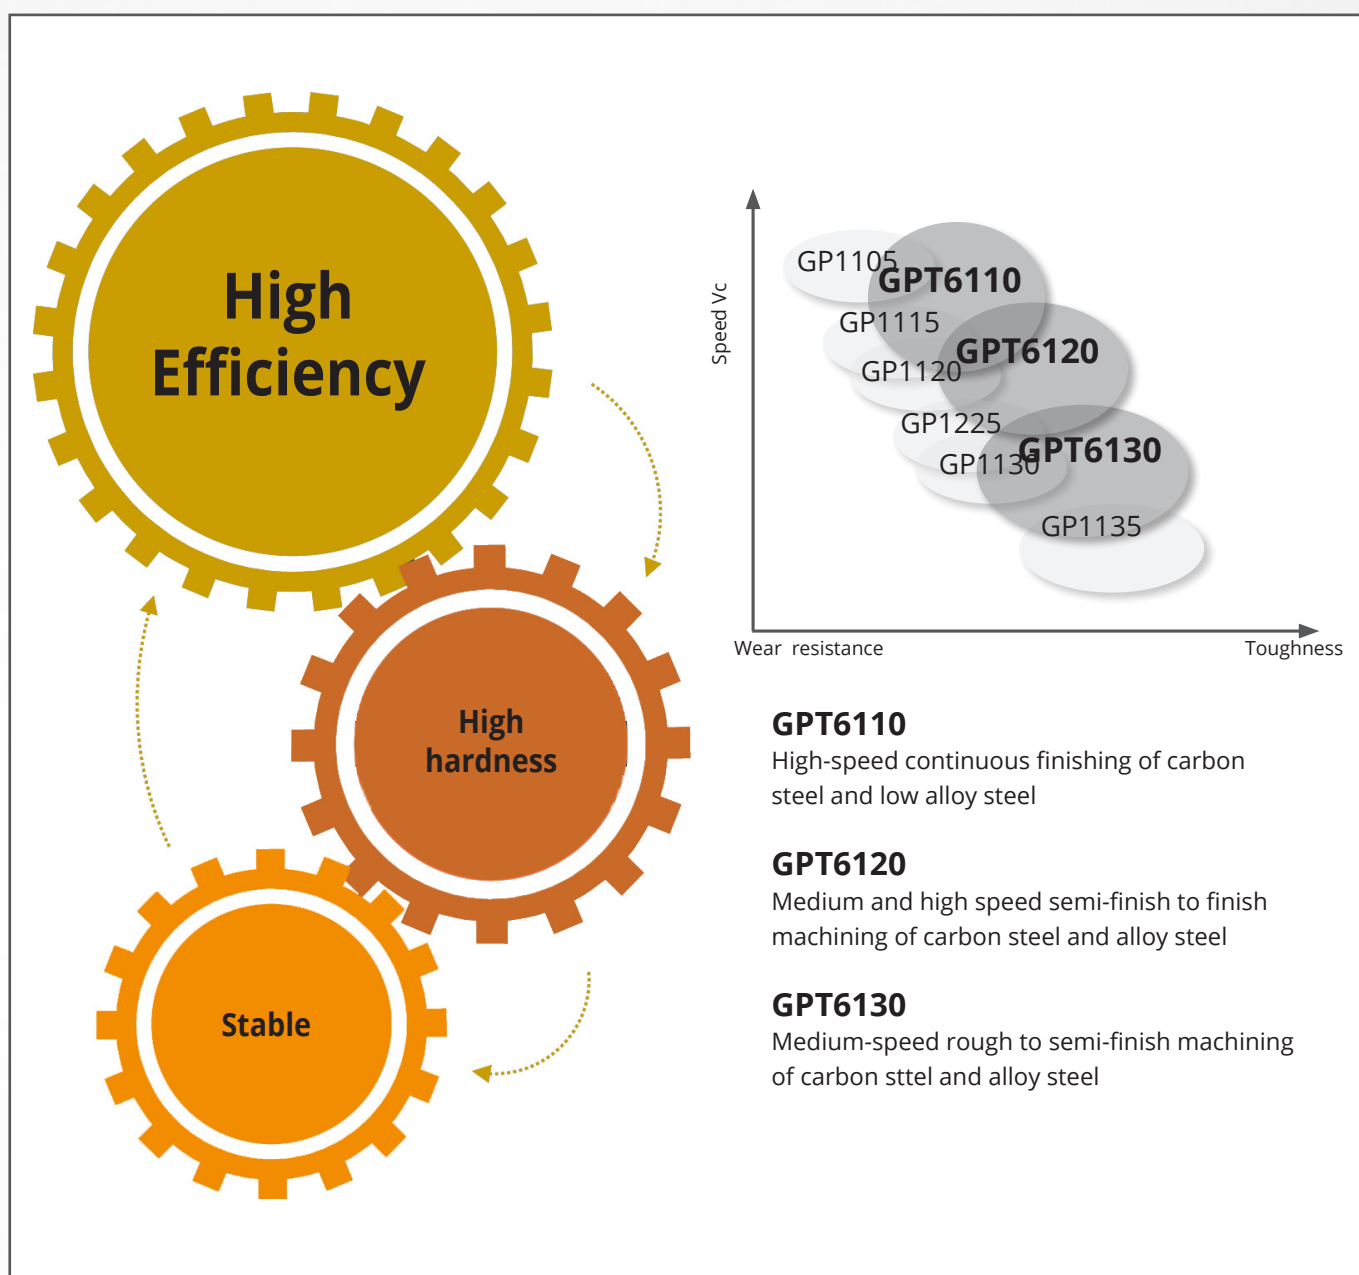 High
Efficiency
High
hardness
Stable
Speed Vc
GP1105
GPT6110
GP1115
GPT6120
GP1120
GP1225
GPT6130
GP1130
GP1135
Wear resistance
Toughness
GPT6110
High-speed continuous finishing of carbon
steel and low alloy steel
GPT6120
Medium and high speed semi-finish to finish
machining of carbon steel and alloy steel
GPT6130
Medium-speed rough to semi-finish machining
of carbon sttel and alloy steel